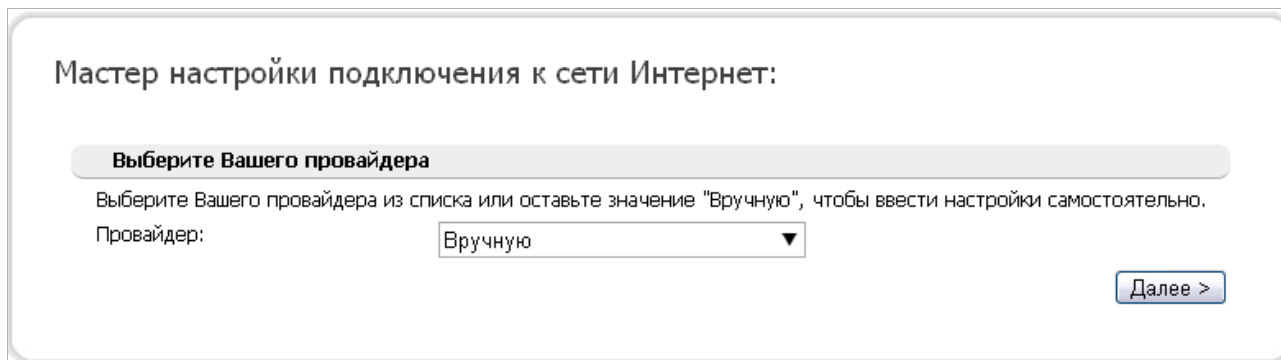 Мастер настройки подключения к сети Интернет:
Выберите Вашего провайдера
Выберите Вашего провайдера из списка или оставьте значение "Вручную", чтобы ввести настройки самостоятельно.
Провайдер: Вручную ▼
Далее >